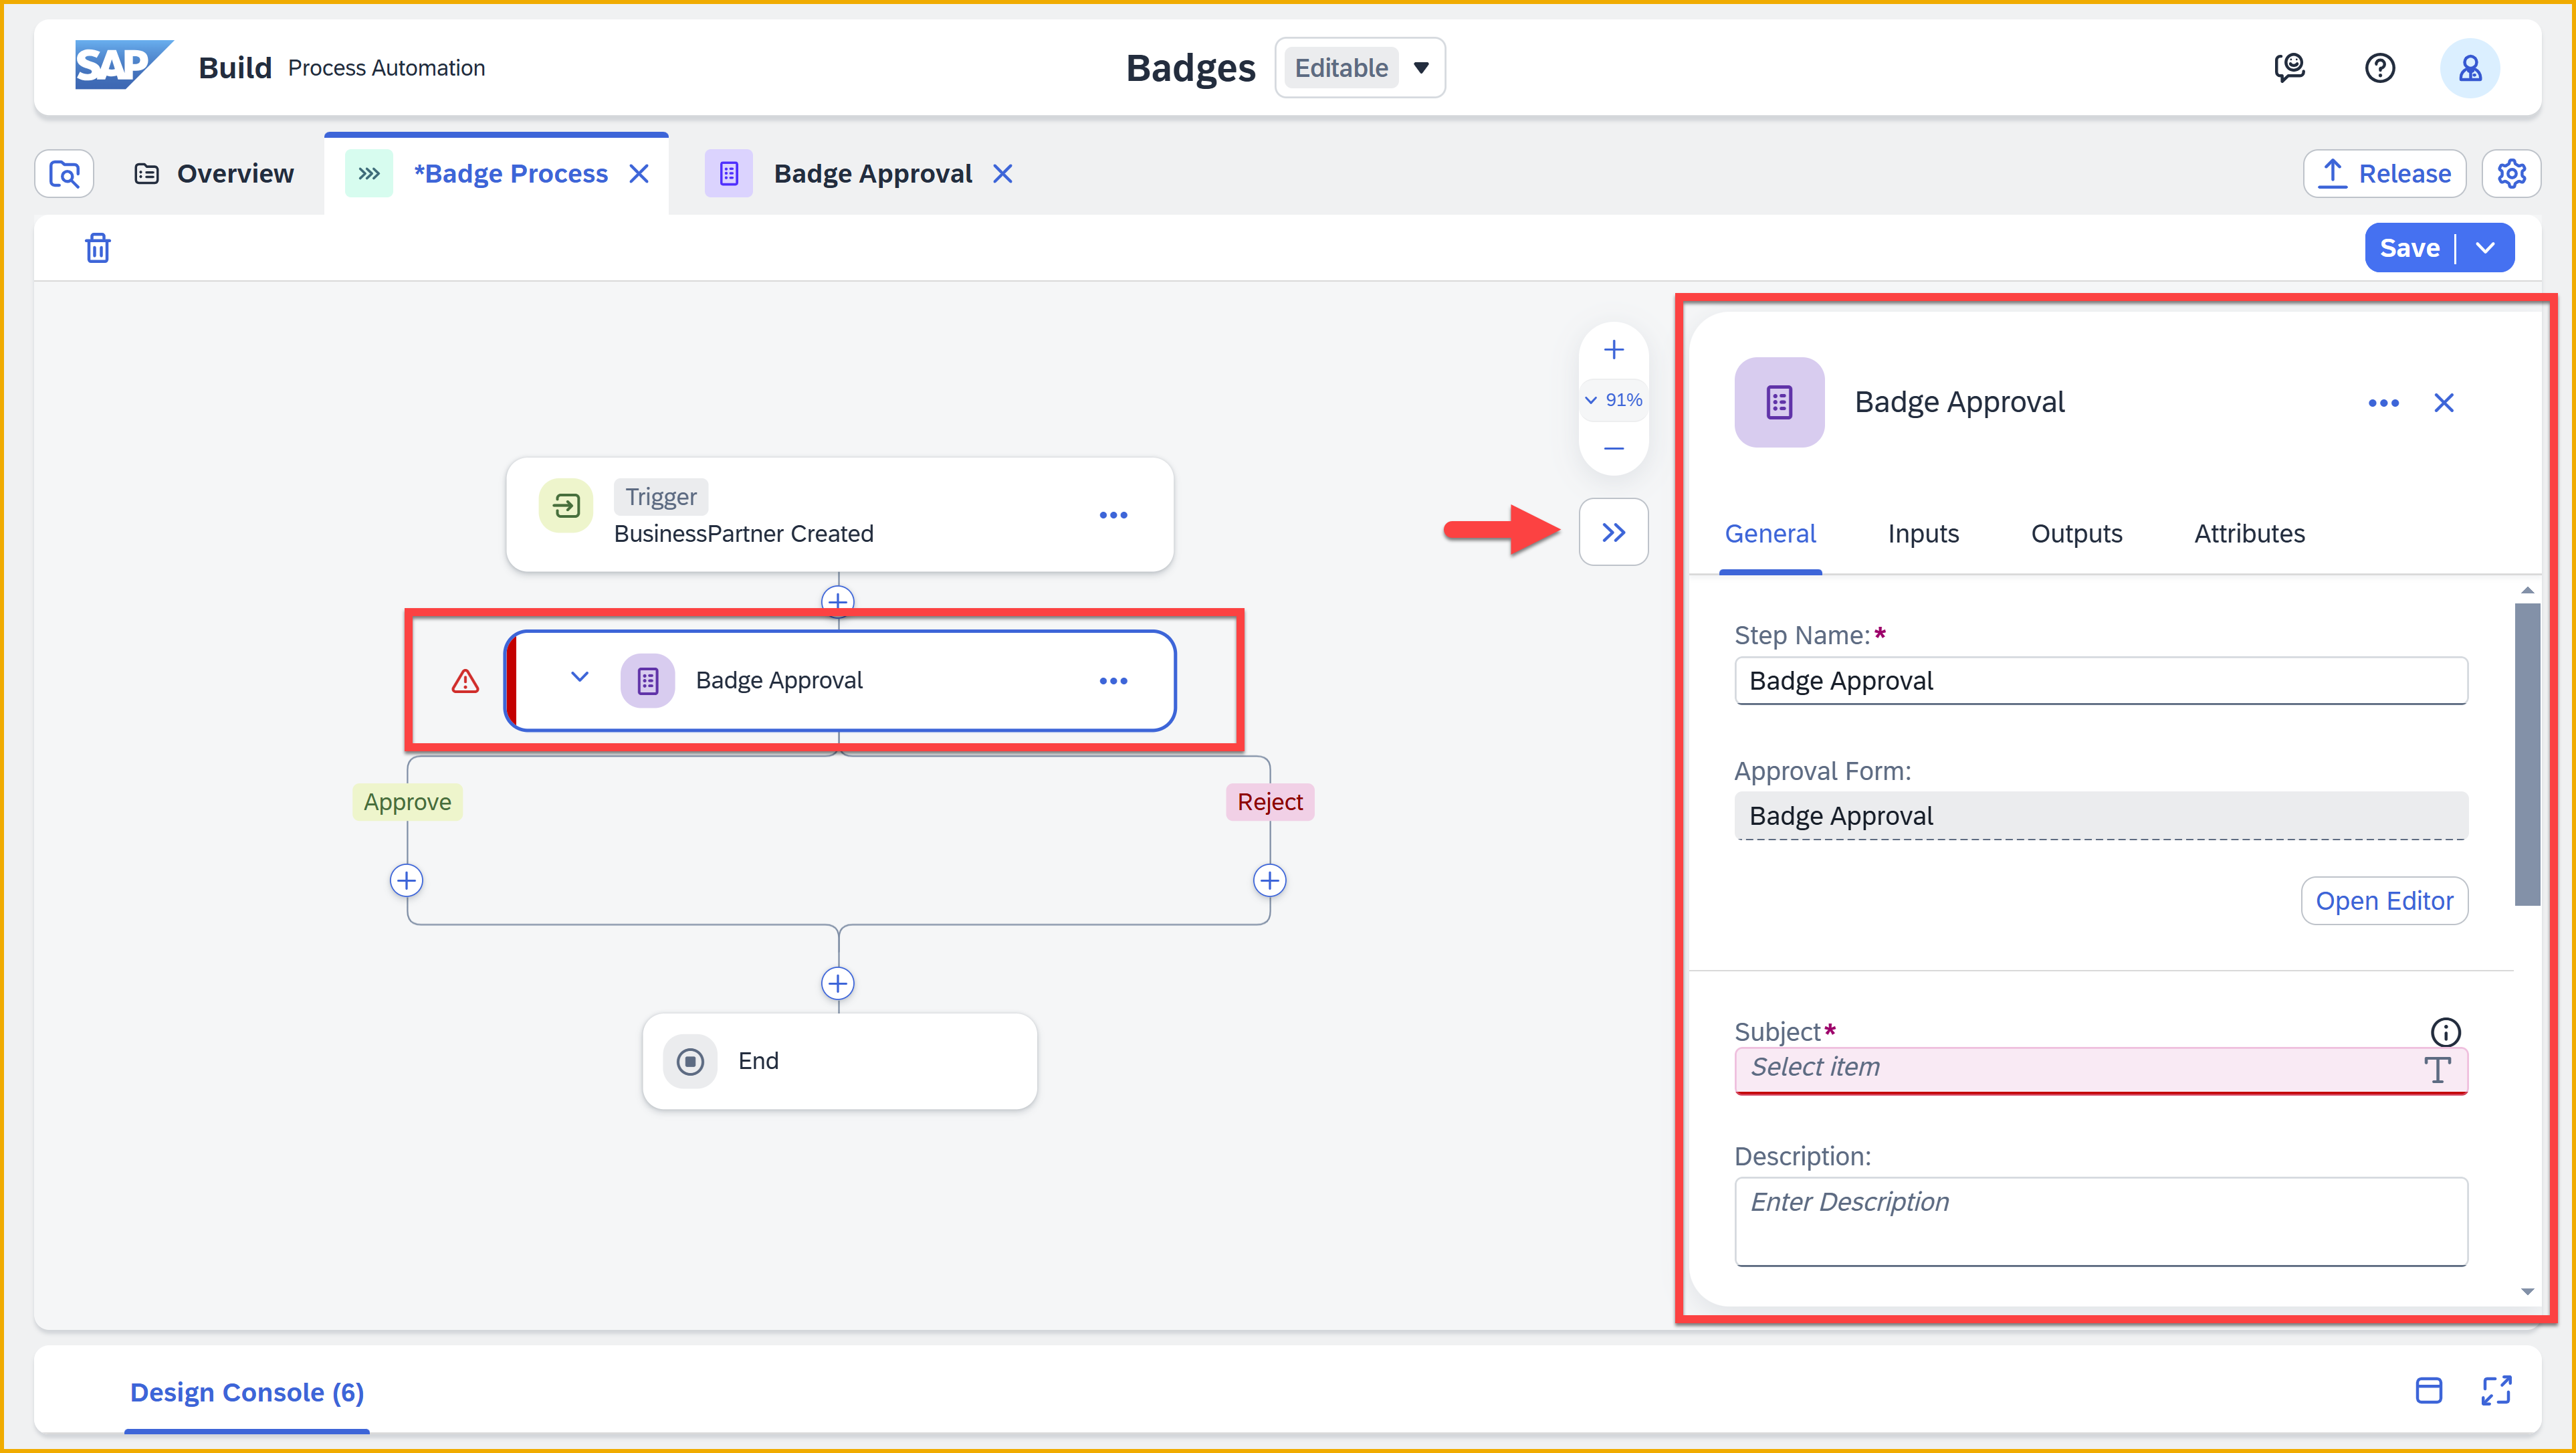 SAP Build Process Automation
Badges Editable
Overview
*Badge Process
Badge Approval
Release
Save
91%
Trigger
BusinessPartner Created
Badge Approval
Approve
Reject
End
Badge Approval
General Inputs Outputs Attributes
Step Name:*
Badge Approval
Approval Form:
Badge Approval
Open Editor
Subject*
Select item
Description:
Enter Description
Design Console (6)